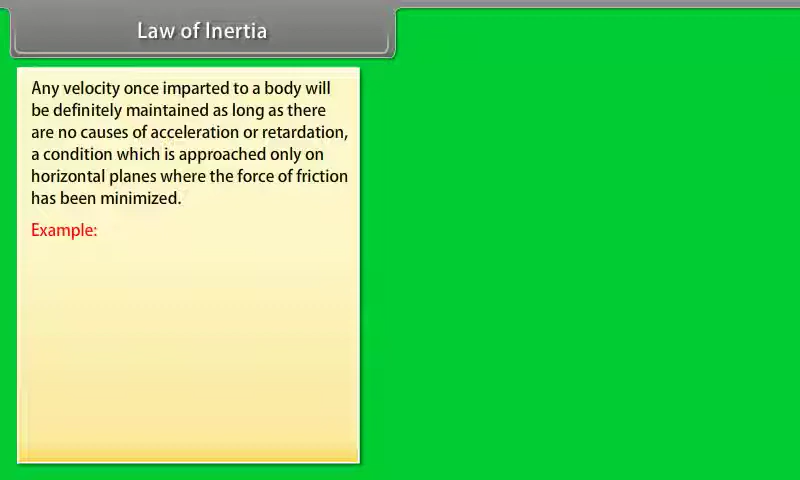 Law of Inertia
Any velocity once imparted to a body will
be definitely maintained as long as there
are no causes of acceleration or retardation,
a condition which is approached only on
horizontal planes where the force of friction
has been minimized.
Example: